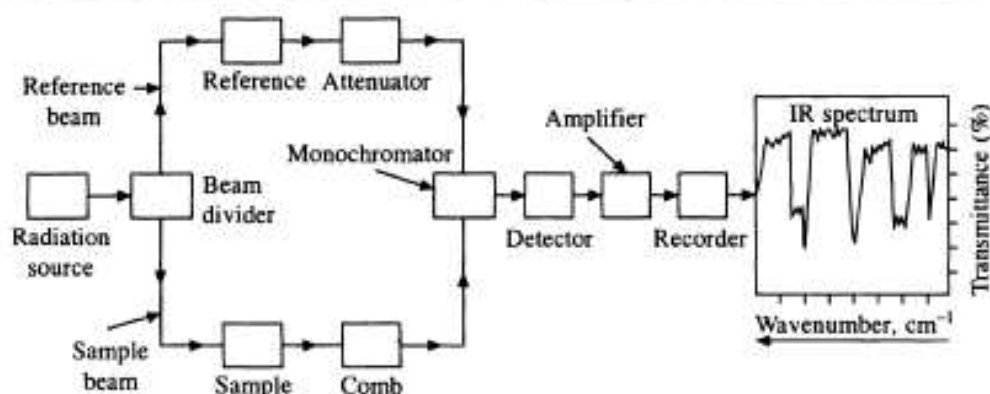 Reference
beam
Reference
Attenuator
Radiation
source
Beam
divider
Monochromator
Sample
beam
Sample
Comb
Detector
Amplifier
Recorder
IR spectrum
Transmittance (%)
Wavenumber, cm⁻¹